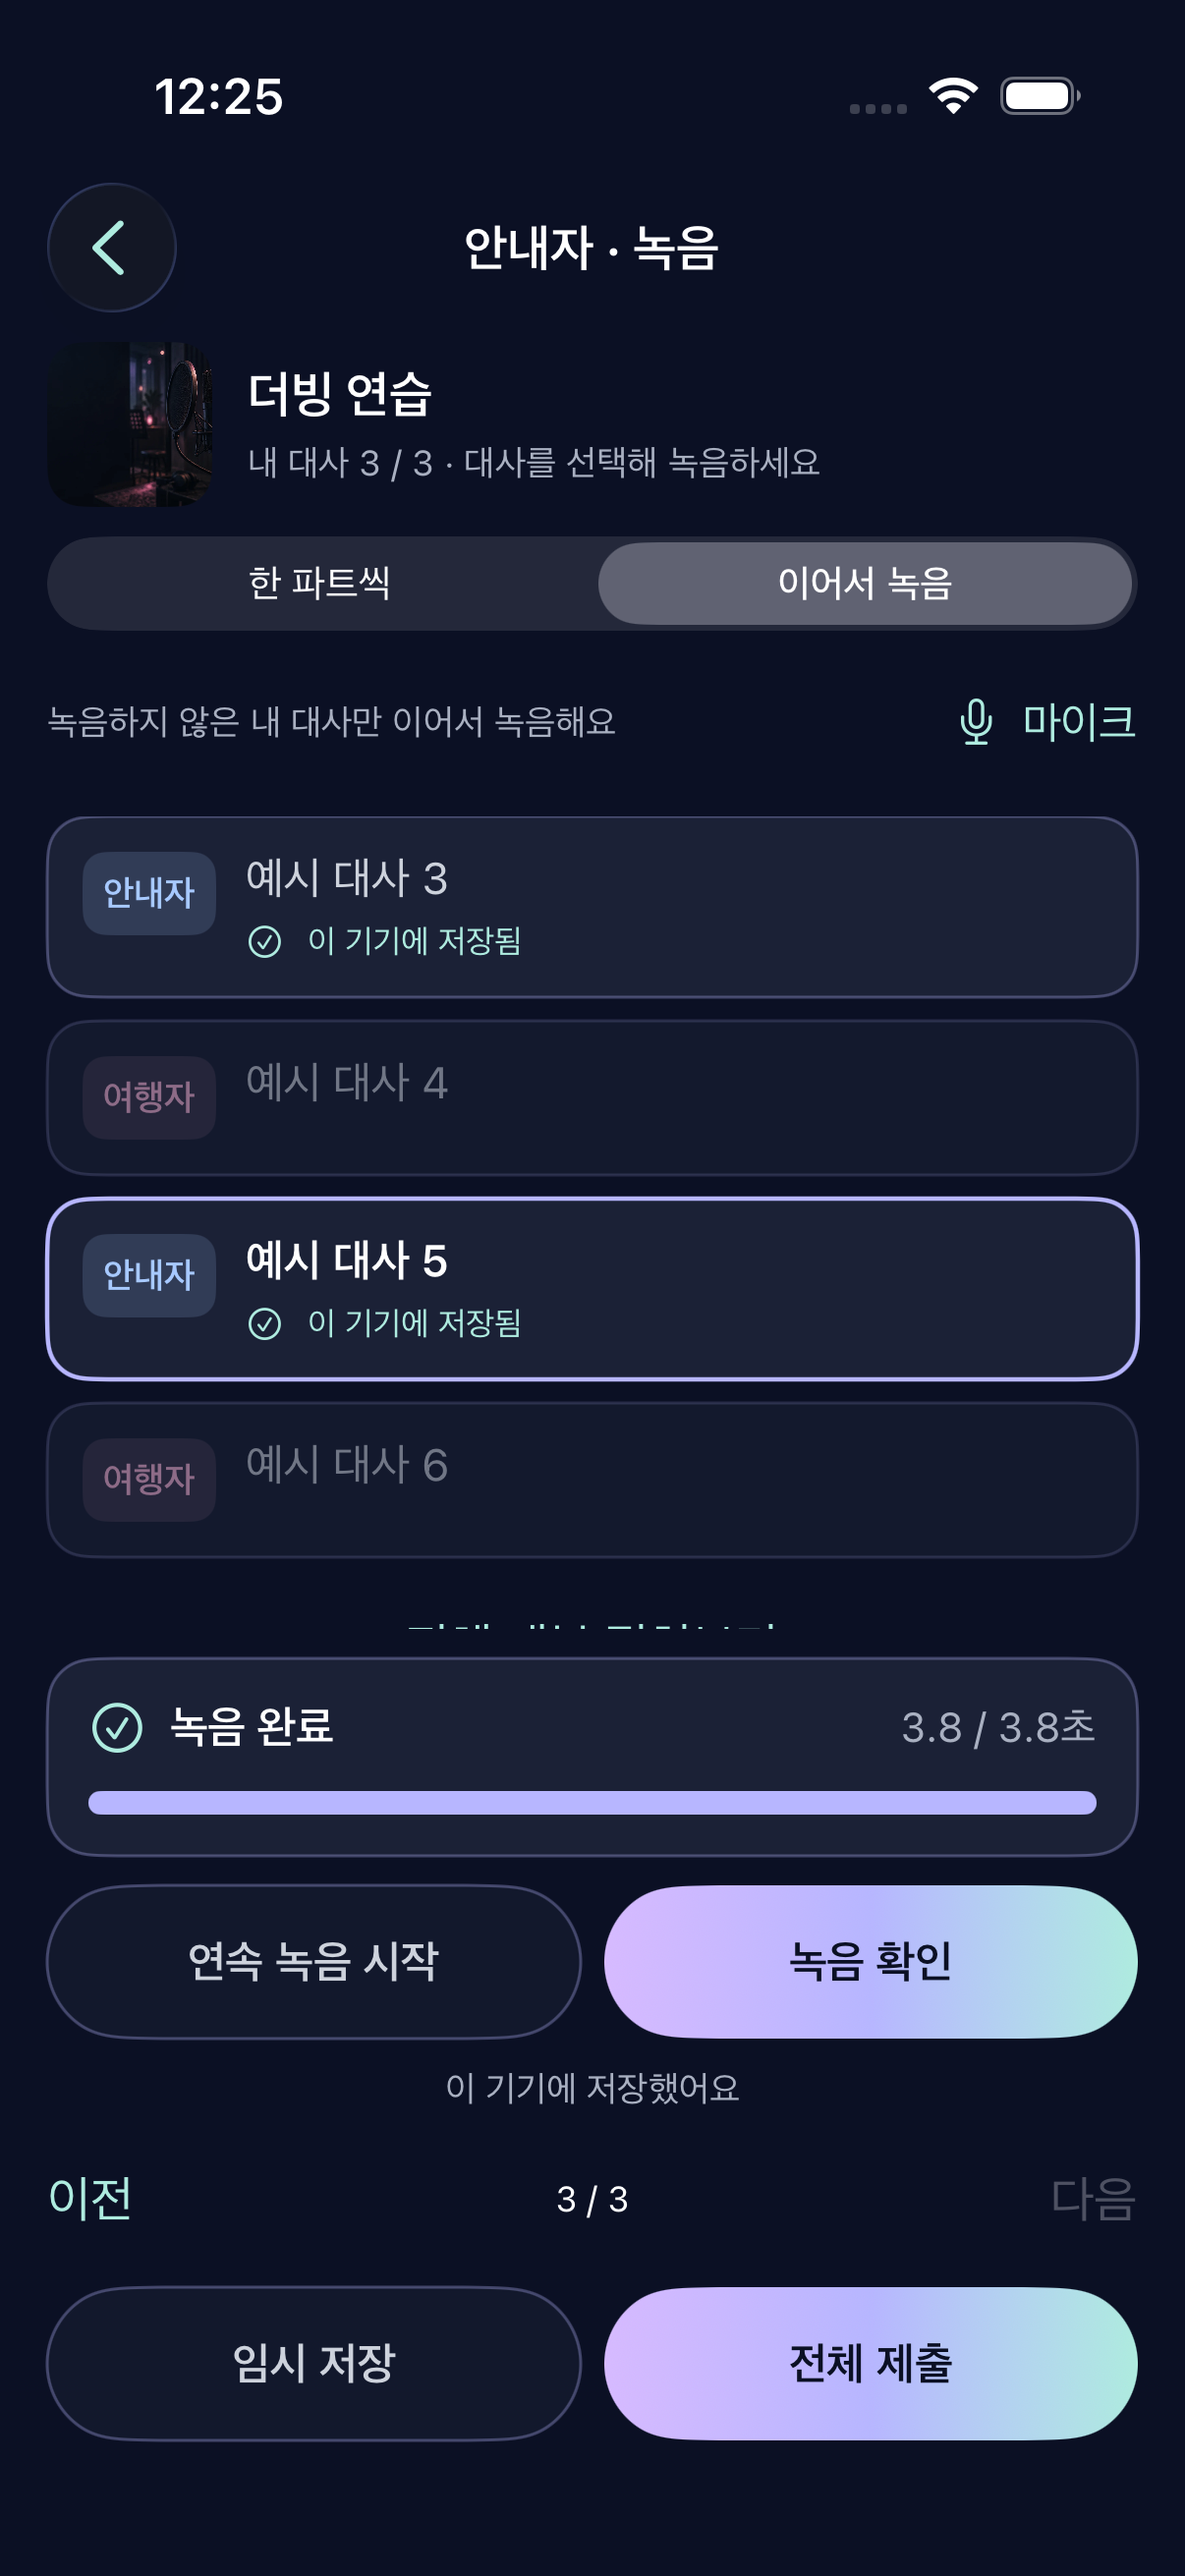 12:25
안내자 · 녹음
더빙 연습
내 대사 3 / 3 · 대사를 선택해 녹음하세요
한 파트씩
이어서 녹음
녹음하지 않은 내 대사만 이어서 녹음해요
마이크
안내자
예시 대사 3
이 기기에 저장됨
여행자
예시 대사 4
안내자
예시 대사 5
이 기기에 저장됨
여행자
예시 대사 6
녹음 완료
3.8 / 3.8초
연속 녹음 시작
녹음 확인
이 기기에 저장했어요
이전
3 / 3
다음
임시 저장
전체 제출